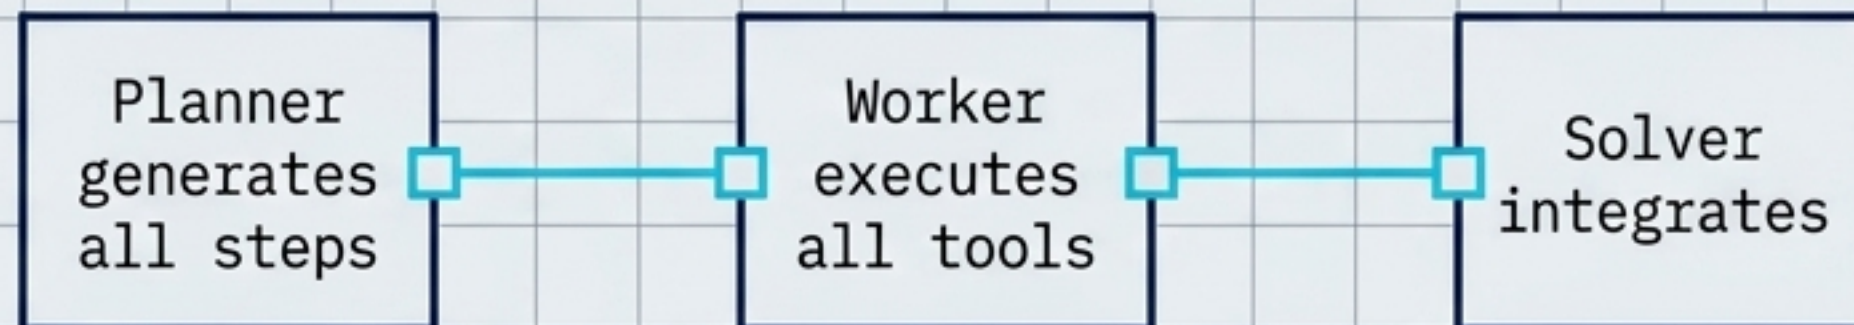 Planner
generates
all steps
Worker
executes
all tools
Solver
integrates